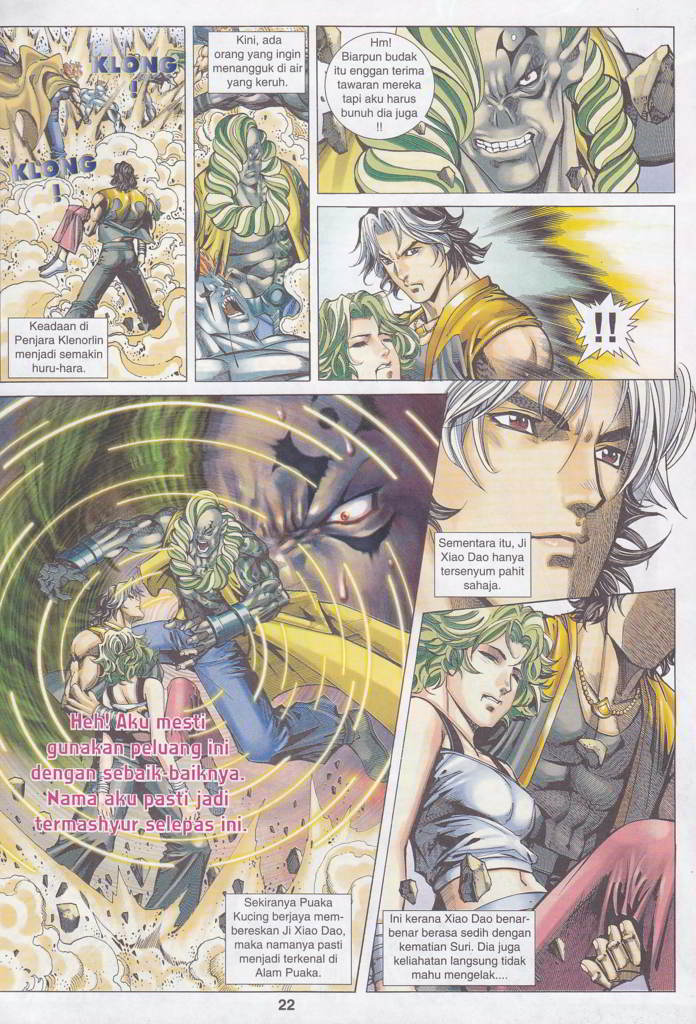 KLONG
!
KLONG
!
Keadaan di
Penjara Klenorlin
menjadi semakin
huru-hara.
Kini, ada
orang yang ingin
menangguk di air
yang keruh.
Hm!
Biarpun budak
itu enggan terima
tawaran mereka
tapi aku harus
bunuh dia juga
!!
!!
Sementara itu, Ji
Xiao Dao hanya
tersenyum pahit
sahaja.
Heh! Aku mesti
gunakan peluang ini
dengan sebaik-baiknya.
Nama aku pasti jadi
termashyur selepas ini.
Sekiranya Puaka
Kucing berjaya mem-
bereskan Ji Xiao Dao,
maka namanya pasti
menjadi terkenal di
Alam Puaka.
Ini kerana Xiao Dao benar-
benar berasa sedih dengan
kematian Suri. Dia juga
keliahatan langsung tidak
mahu mengelak....
22